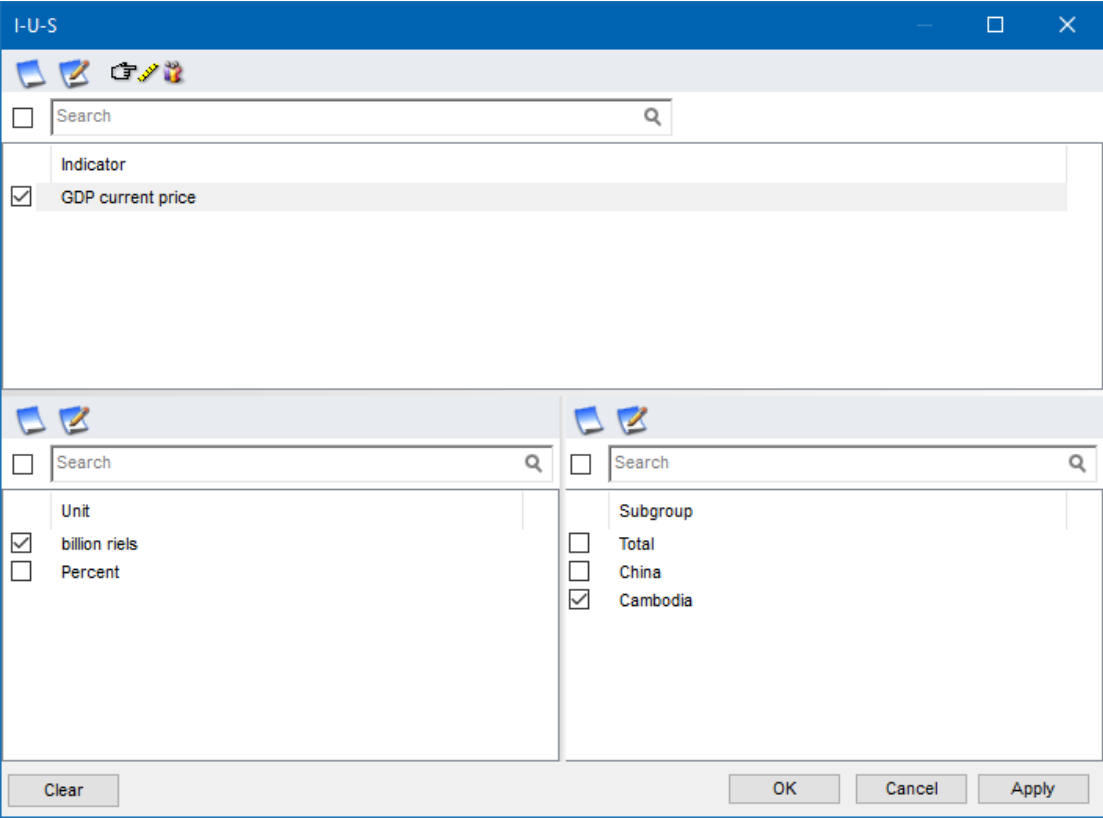 I-U-S
Search
Indicator
GDP current price
Search
Unit
billion riels
Percent
Search
Subgroup
Total
China
Cambodia
Clear
OK
Cancel
Apply